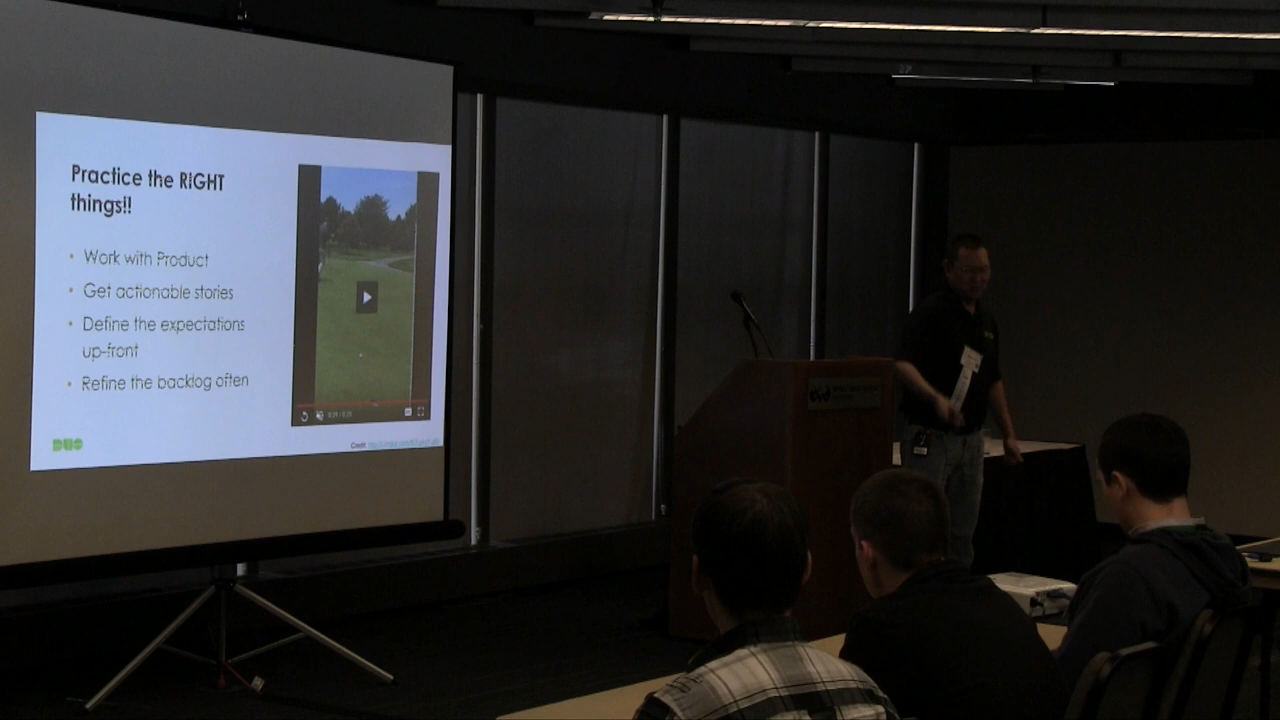 Practice the RIGHT
things!!
• Work with Product
• Get actionable stories
• Define the expectations
up-front
• Refine the backlog often
DUO
Credit: